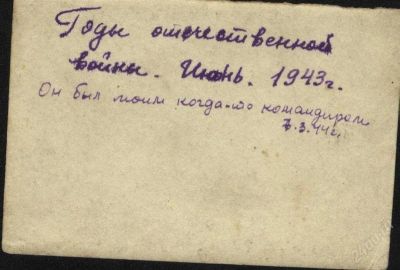 Годы отечественной
войны. Июнь. 1943г.
Он был моим когда-то командиром
7.3.44г.